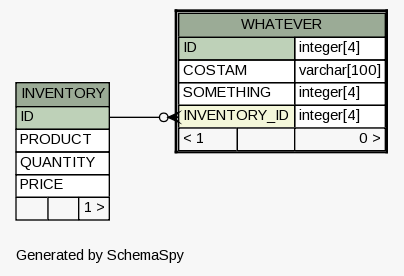 WHATEVER
ID integer[4]
COSTAM varchar[100]
SOMETHING integer[4]
INVENTORY_ID integer[4]
< 1 0 >
INVENTORY
ID
PRODUCT
QUANTITY
PRICE
1 >
Generated by SchemaSpy